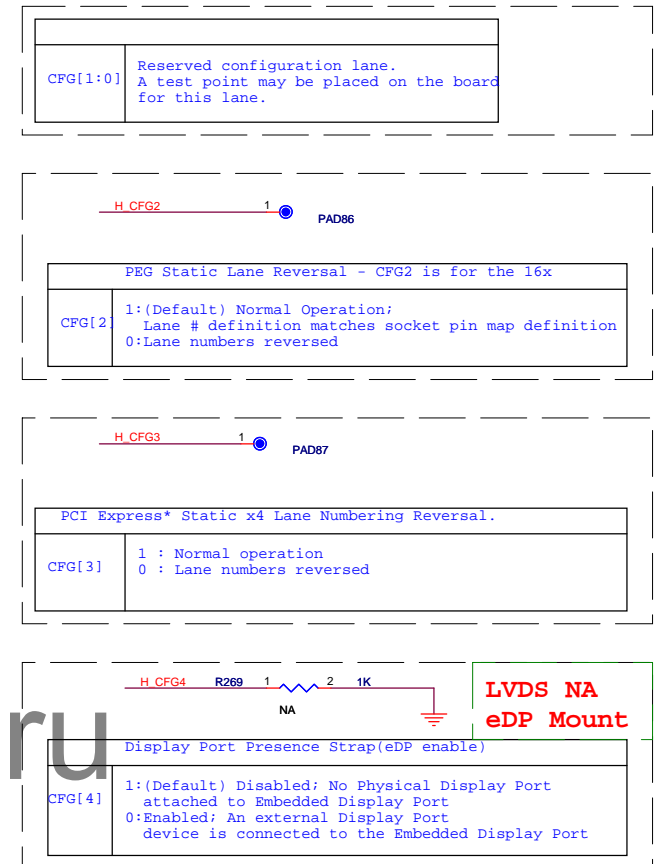 CFG[1:0]
Reserved configuration lane.
A test point may be placed on the board
for this lane.
H_CFG2 1
PAD86
PEG Static Lane Reversal - CFG2 is for the 16x
CFG[2]
1:(Default) Normal Operation;
Lane # definition matches socket pin map definition
0:Lane numbers reversed
H_CFG3 1
PAD87
PCI Express* Static x4 Lane Numbering Reversal.
CFG[3]
1 : Normal operation
0 : Lane numbers reversed
H_CFG4 R269 1 2 1K
NA
LVDS NA
eDP Mount
ru
Display Port Presence Strap(eDP enable)
CFG[4]
1:(Default) Disabled; No Physical Display Port
attached to Embedded Display Port
0:Enabled; An external Display Port
device is connected to the Embedded Display Port